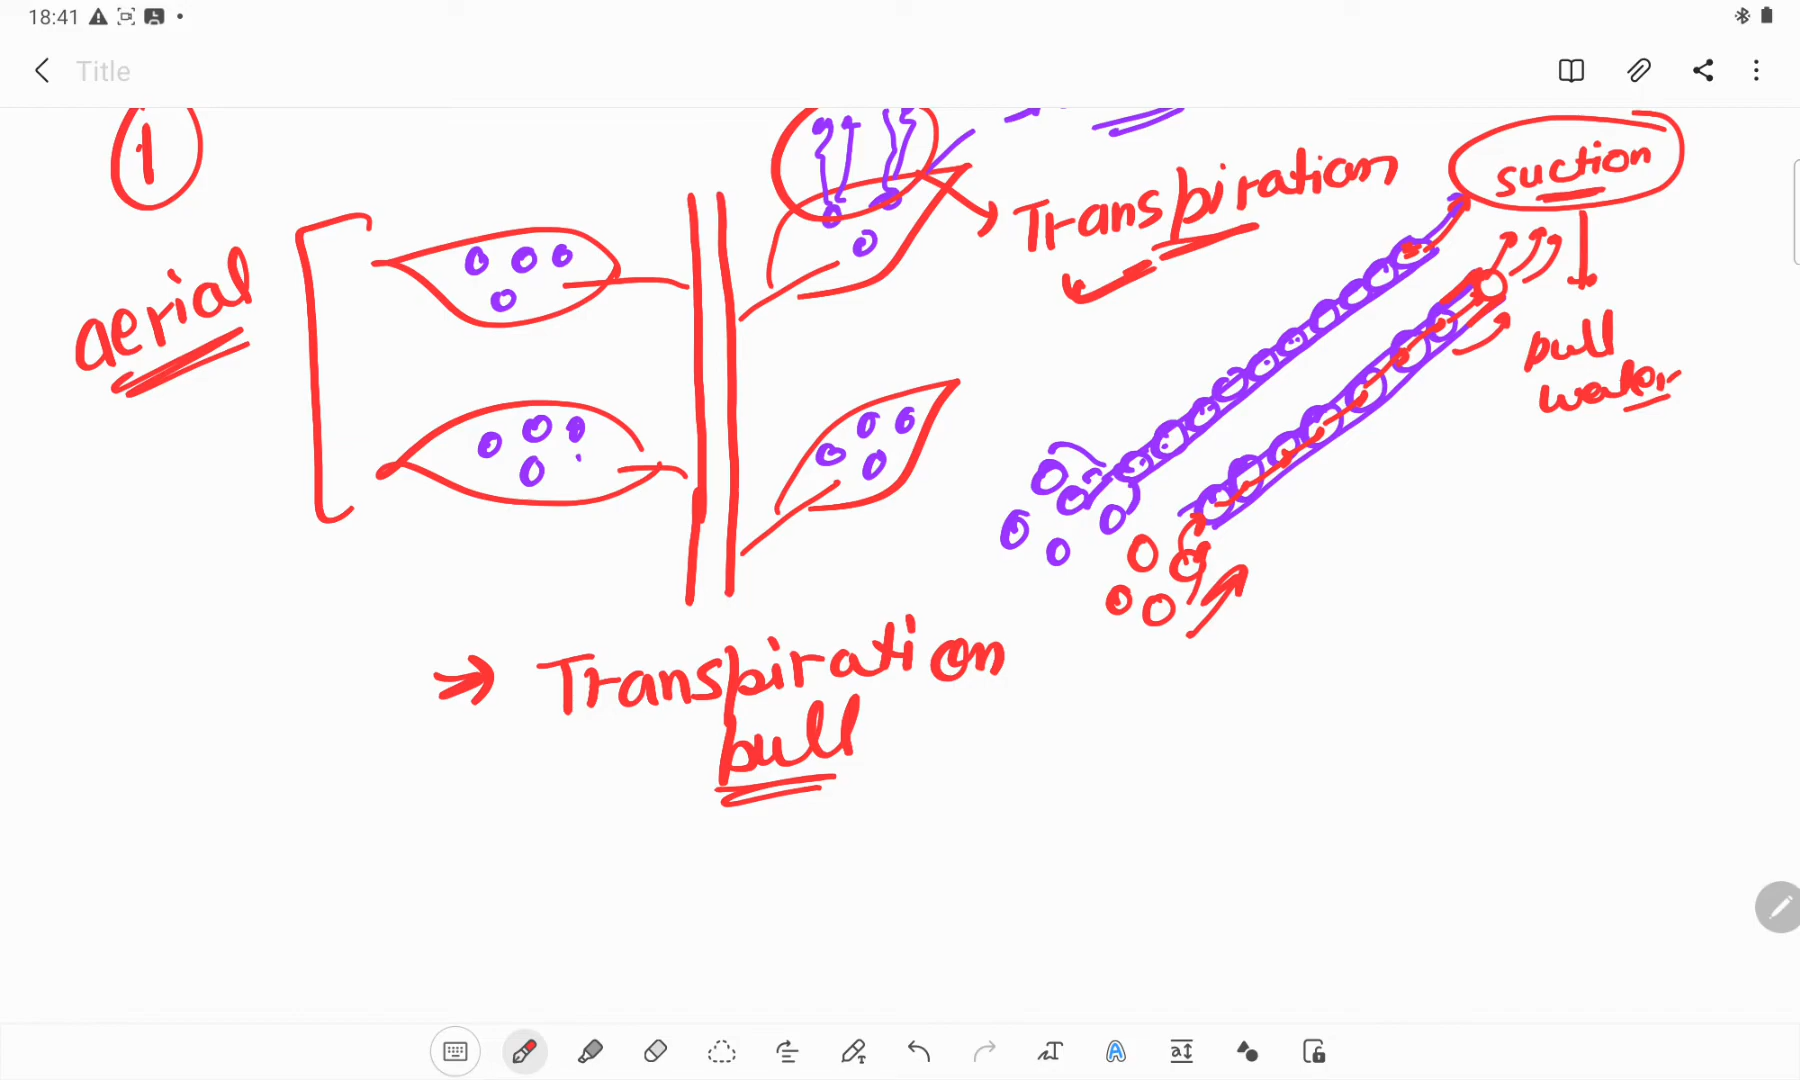 18:41
Title
1
suction
Transpiration
aerial
pull
water
→ Transpiration
pull